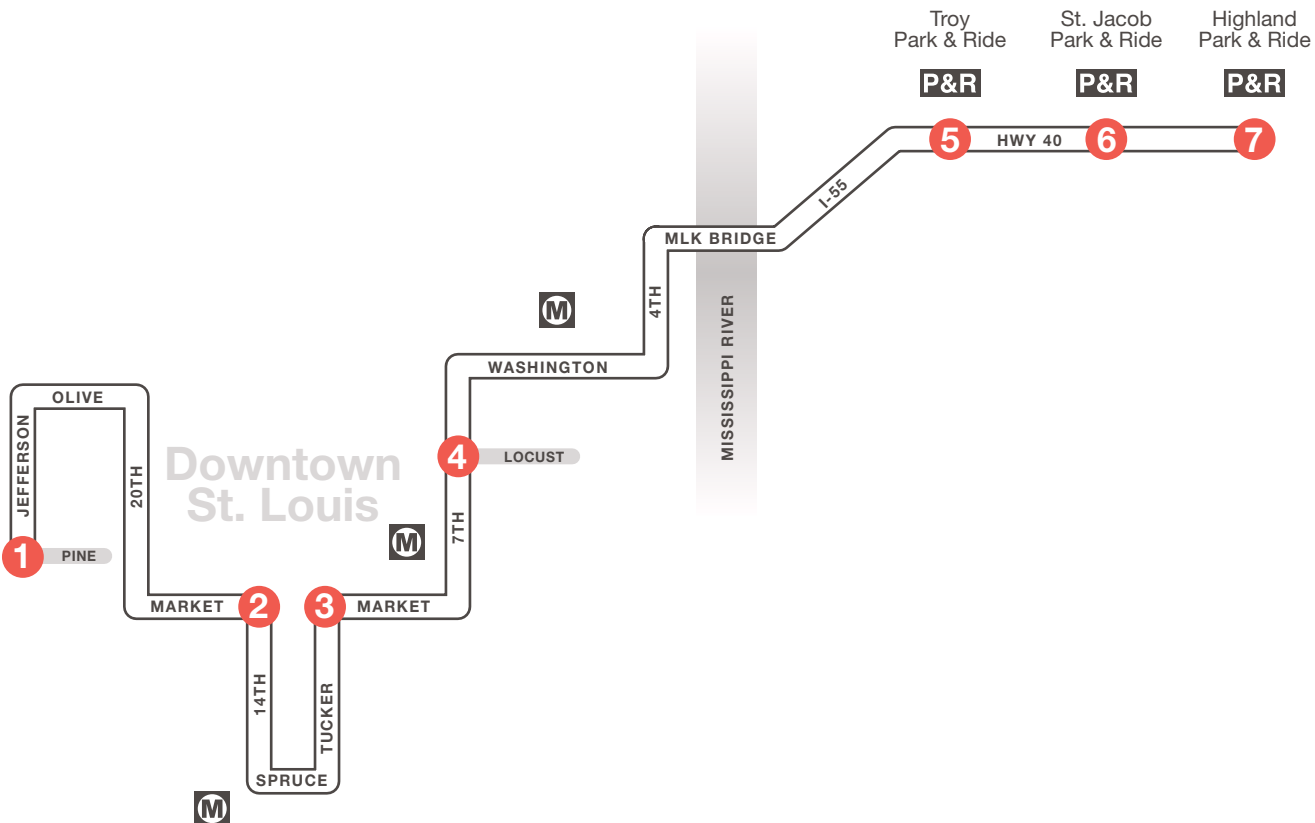 Troy
Park & Ride
St. Jacob
Park & Ride
Highland
Park & Ride
P&R
P&R
P&R
5
HWY 40
6
7
I-55
MLK BRIDGE
4TH
MISSISSIPPI RIVER
M
WASHINGTON
OLIVE
JEFFERSON
20TH
Downtown
St. Louis
4
LOCUST
7TH
M
1
PINE
MARKET
2
3
MARKET
14TH
TUCKER
SPRUCE
M